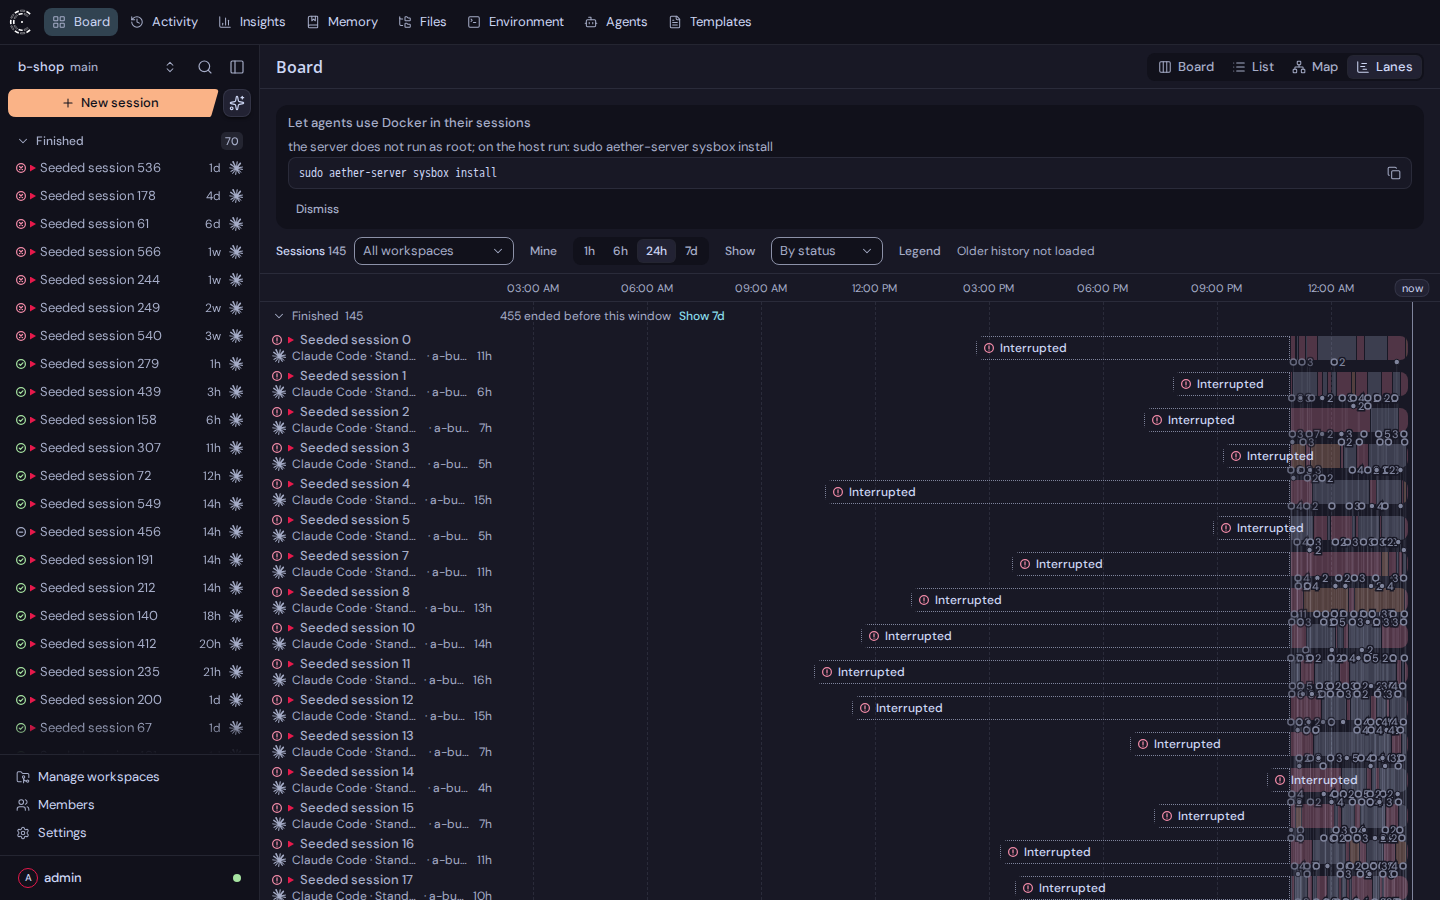 Board Activity Insights Memory Files Environment Agents Templates
b-shop main
New session
Finished 70
Seeded session 536 1d
Seeded session 178 4d
Seeded session 61 6d
Seeded session 566 1w
Seeded session 244 1w
Seeded session 249 2w
Seeded session 540 3w
Seeded session 279 1h
Seeded session 439 3h
Seeded session 158 6h
Seeded session 307 11h
Seeded session 72 12h
Seeded session 549 14h
Seeded session 456 14h
Seeded session 191 14h
Seeded session 212 14h
Seeded session 140 18h
Seeded session 412 20h
Seeded session 235 21h
Seeded session 200 1d
Seeded session 67 1d
Manage workspaces
Members
Settings
A admin
Board
Board List Map Lanes
Let agents use Docker in their sessions
the server does not run as root; on the host run: sudo aether-server sysbox install
sudo aether-server sysbox install
Dismiss
Sessions 145 All workspaces Mine 1h 6h 24h 7d Show By status Legend Older history not loaded
03:00 AM 06:00 AM 09:00 AM 12:00 PM 03:00 PM 06:00 PM 09:00 PM 12:00 AM now
Finished 145 455 ended before this window Show 7d
Seeded session 0
Claude Code · Stand... · a-bu... 11h
Interrupted
Seeded session 1
Claude Code · Stand... · a-bu... 6h
Interrupted
Seeded session 2
Claude Code · Stand... · a-bu... 7h
Interrupted
Seeded session 3
Claude Code · Stand... · a-bu... 5h
Interrupted
Seeded session 4
Claude Code · Stand... · a-bu... 15h
Interrupted
Seeded session 5
Claude Code · Stand... · a-bu... 5h
Interrupted
Seeded session 7
Claude Code · Stand... · a-bu... 11h
Interrupted
Seeded session 8
Claude Code · Stand... · a-bu... 13h
Interrupted
Seeded session 10
Claude Code · Stand... · a-bu... 14h
Interrupted
Seeded session 11
Claude Code · Stand... · a-bu... 16h
Interrupted
Seeded session 12
Claude Code · Stand... · a-bu... 15h
Interrupted
Seeded session 13
Claude Code · Stand... · a-bu... 7h
Interrupted
Seeded session 14
Claude Code · Stand... · a-bu... 4h
Interrupted
Seeded session 15
Claude Code · Stand... · a-bu... 7h
Interrupted
Seeded session 16
Claude Code · Stand... · a-bu... 11h
Interrupted
Seeded session 17
Claude Code · Stand... · a-bu... 10h
Interrupted